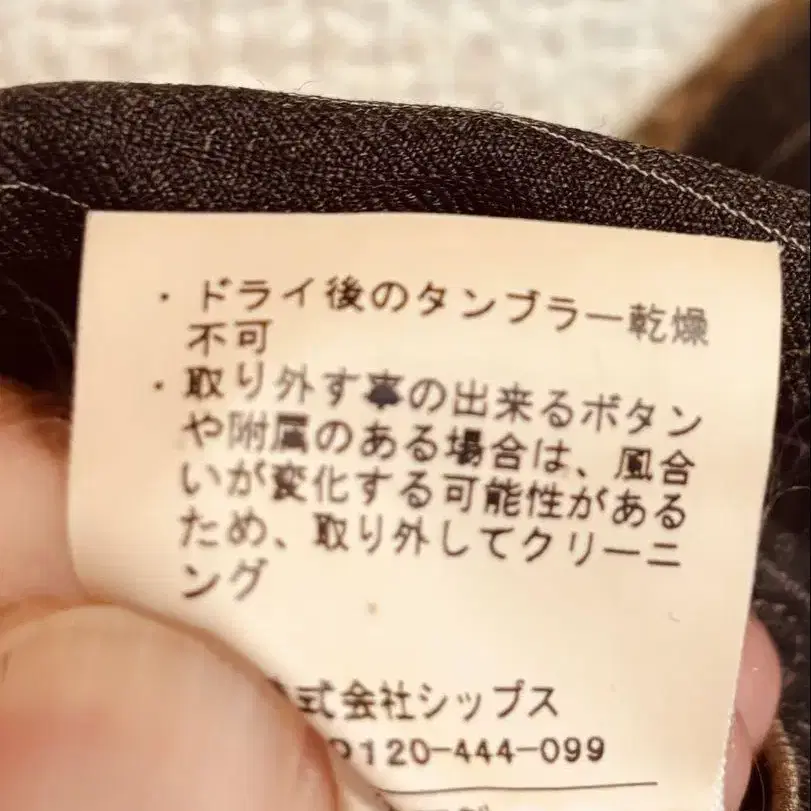 ・ドライ後のタンブラー乾燥
不可
・取り外す事の出来るボタン
や附属のある場合は、風合
いが変化する可能性がある
ため、取り外してクリーニ
ング
式会社シップス
0120-444-099